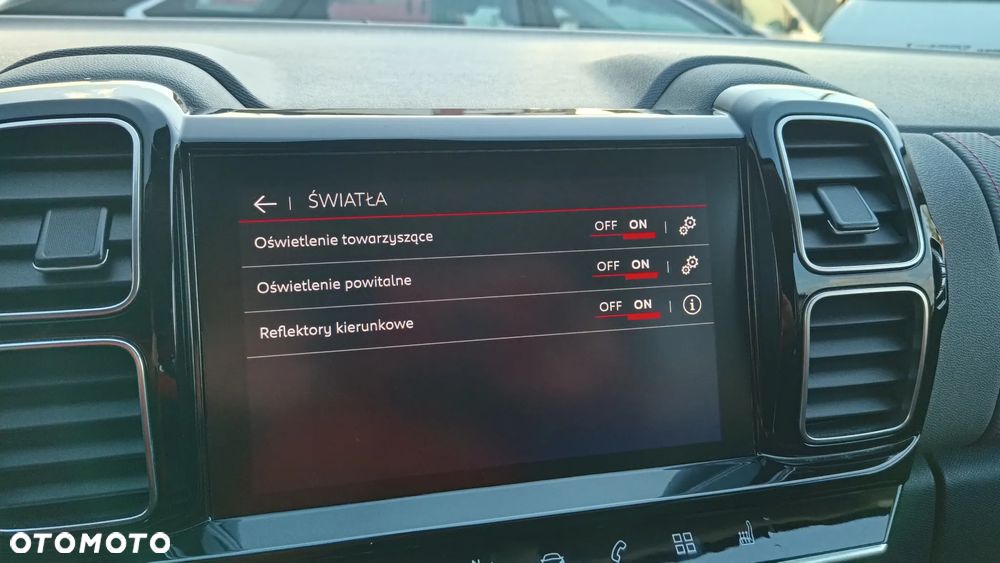 ŚWIATŁA
Oświetlenie towarzyszące OFF ON
Oświetlenie powitalne OFF ON
Reflektory kierunkowe OFF ON
OTOMOTO